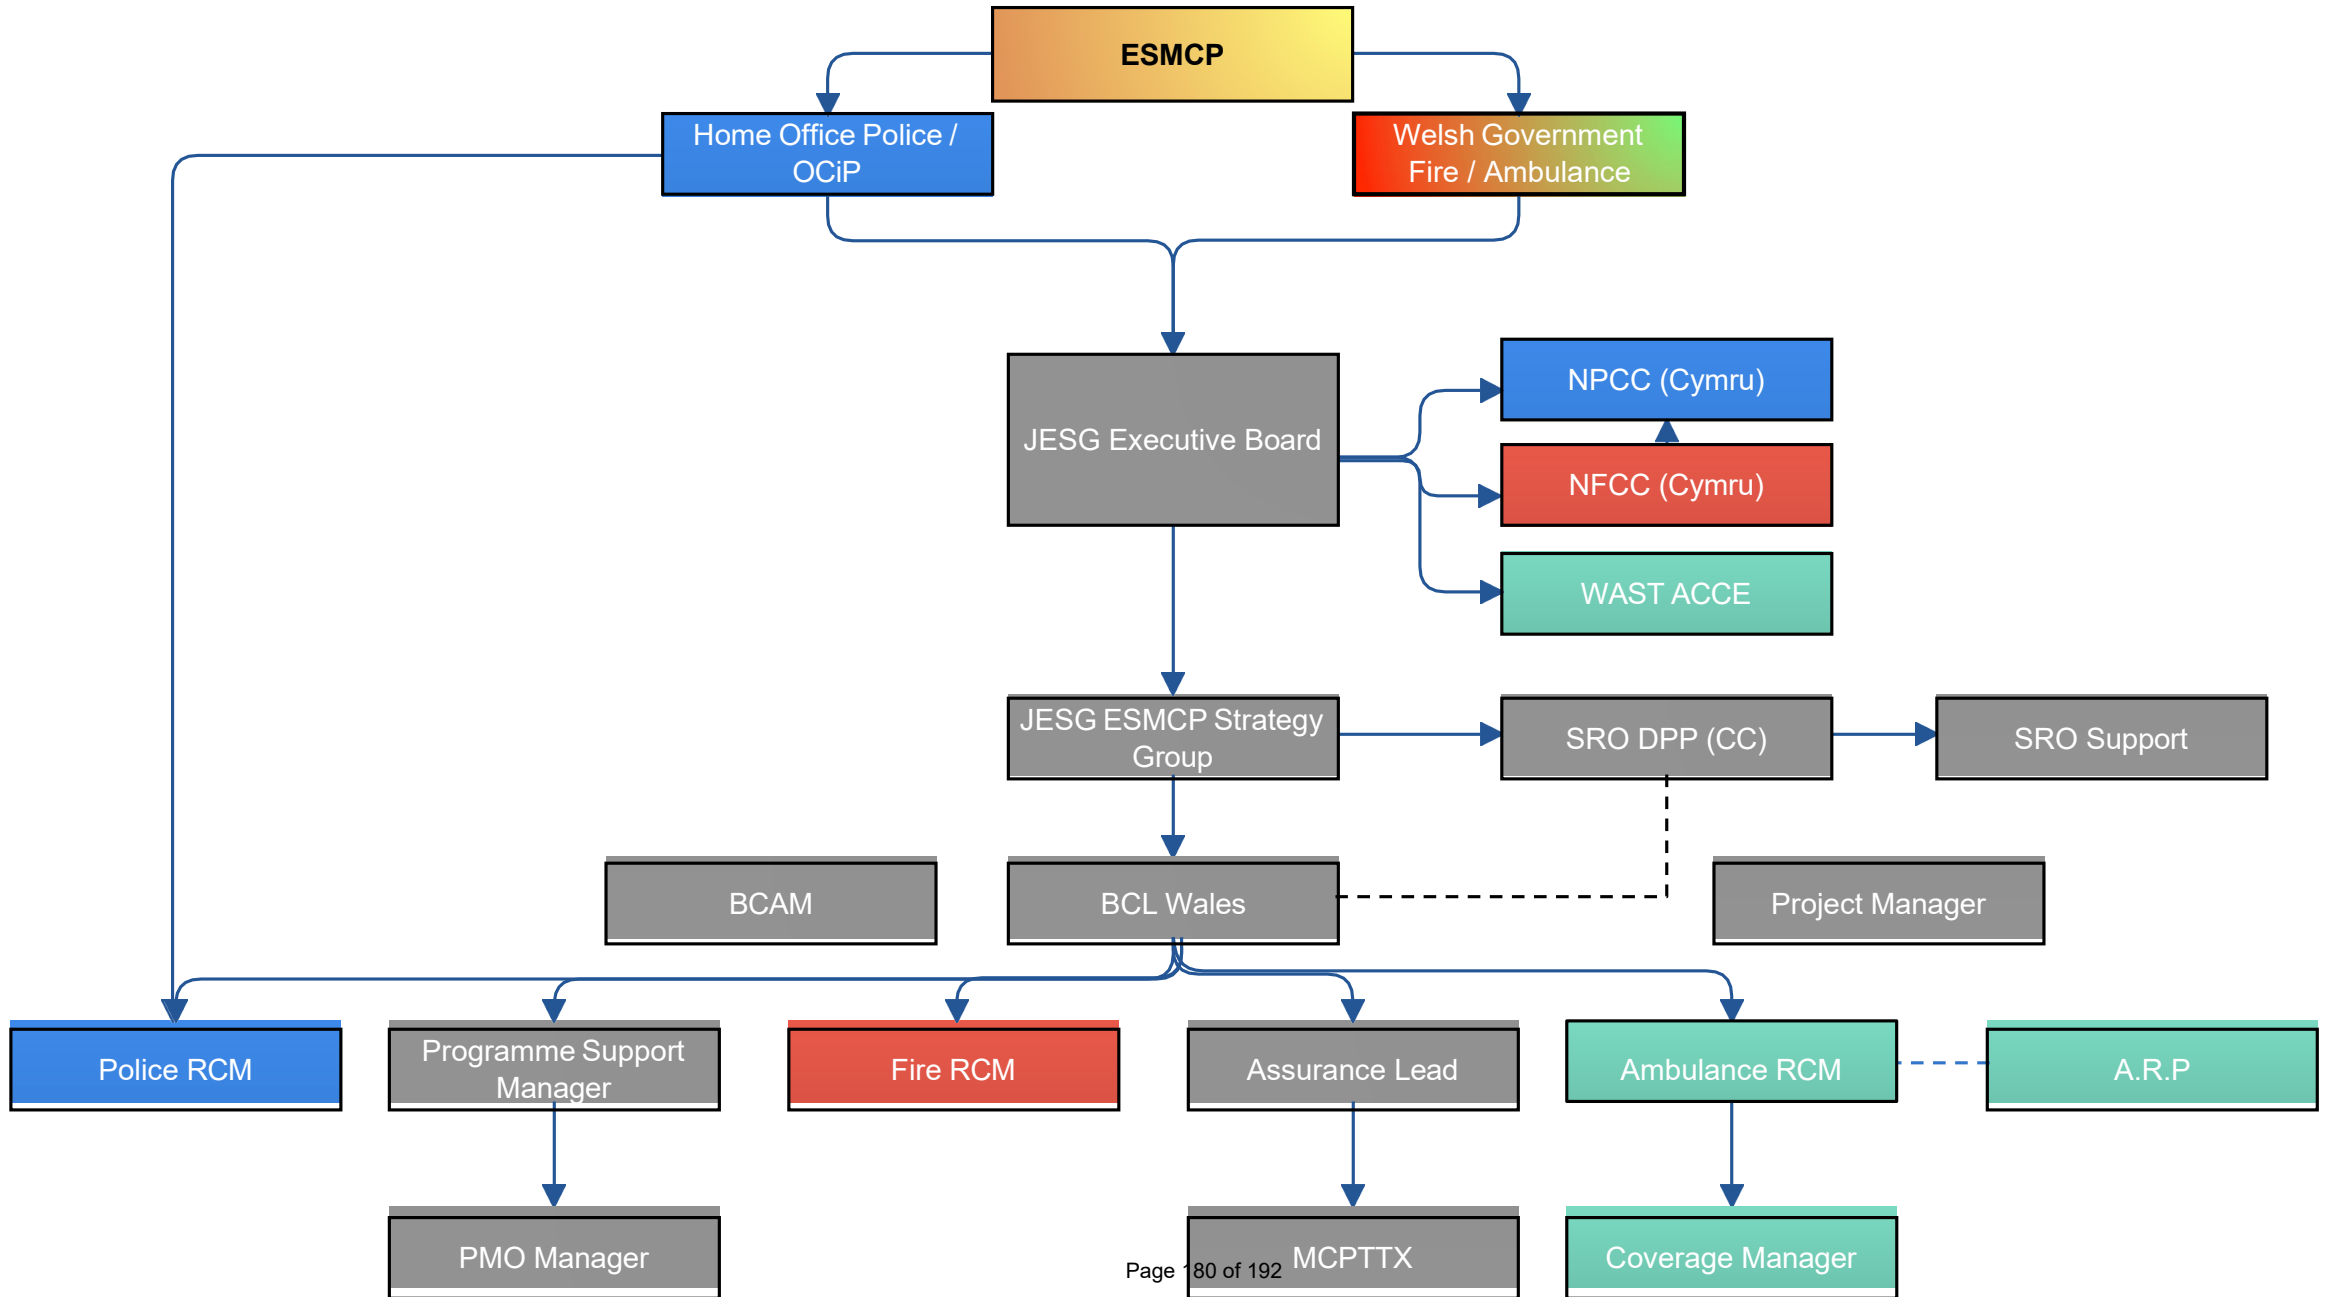 ESMCP
Home Office Police /
OCiP
Welsh Government
Fire / Ambulance
NPCC (Cymru)
JESG Executive Board
NFCC (Cymru)
WAST ACCE
JESG ESMCP Strategy
Group
SRO DPP (CC)
SRO Support
BCAM
BCL Wales
Project Manager
Police RCM
Programme Support
Manager
Fire RCM
Assurance Lead
Ambulance RCM
A.R.P
PMO Manager
MCPTTX
Coverage Manager
Page 180 of 192